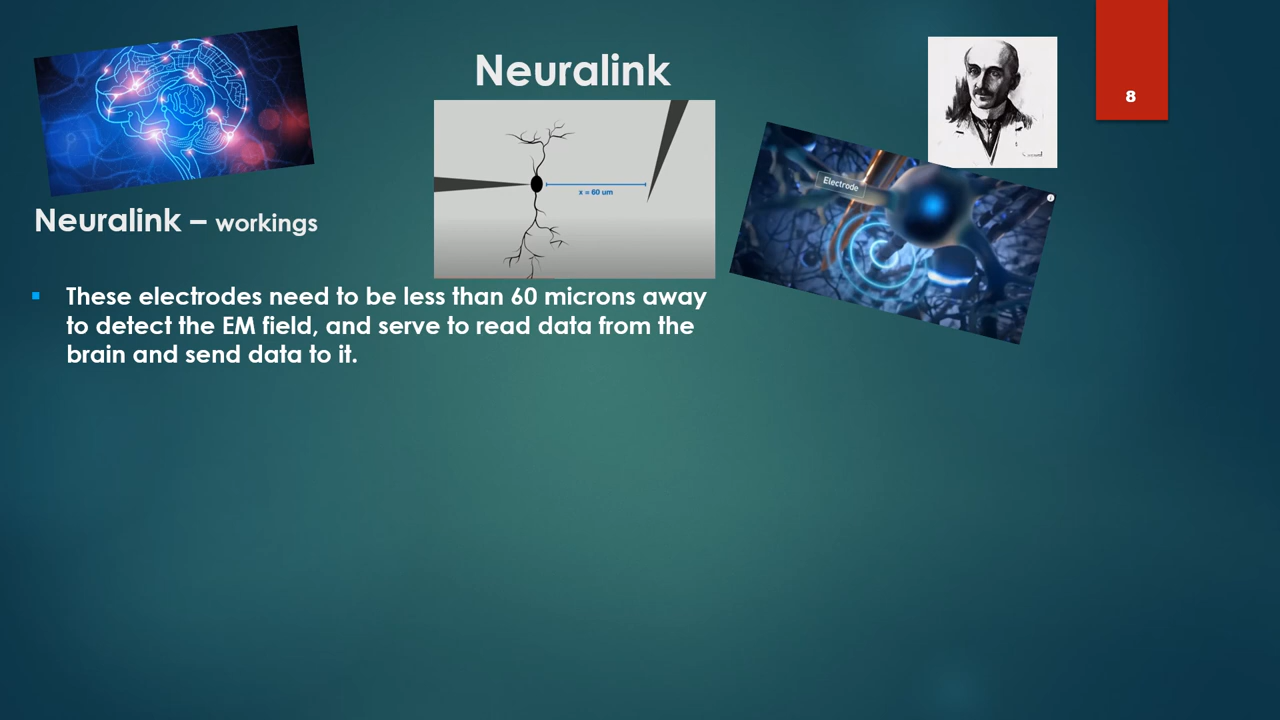 Neuralink
8
x = 60 um
Electrode
Neuralink – workings
These electrodes need to be less than 60 microns away
to detect the EM field, and serve to read data from the
brain and send data to it.